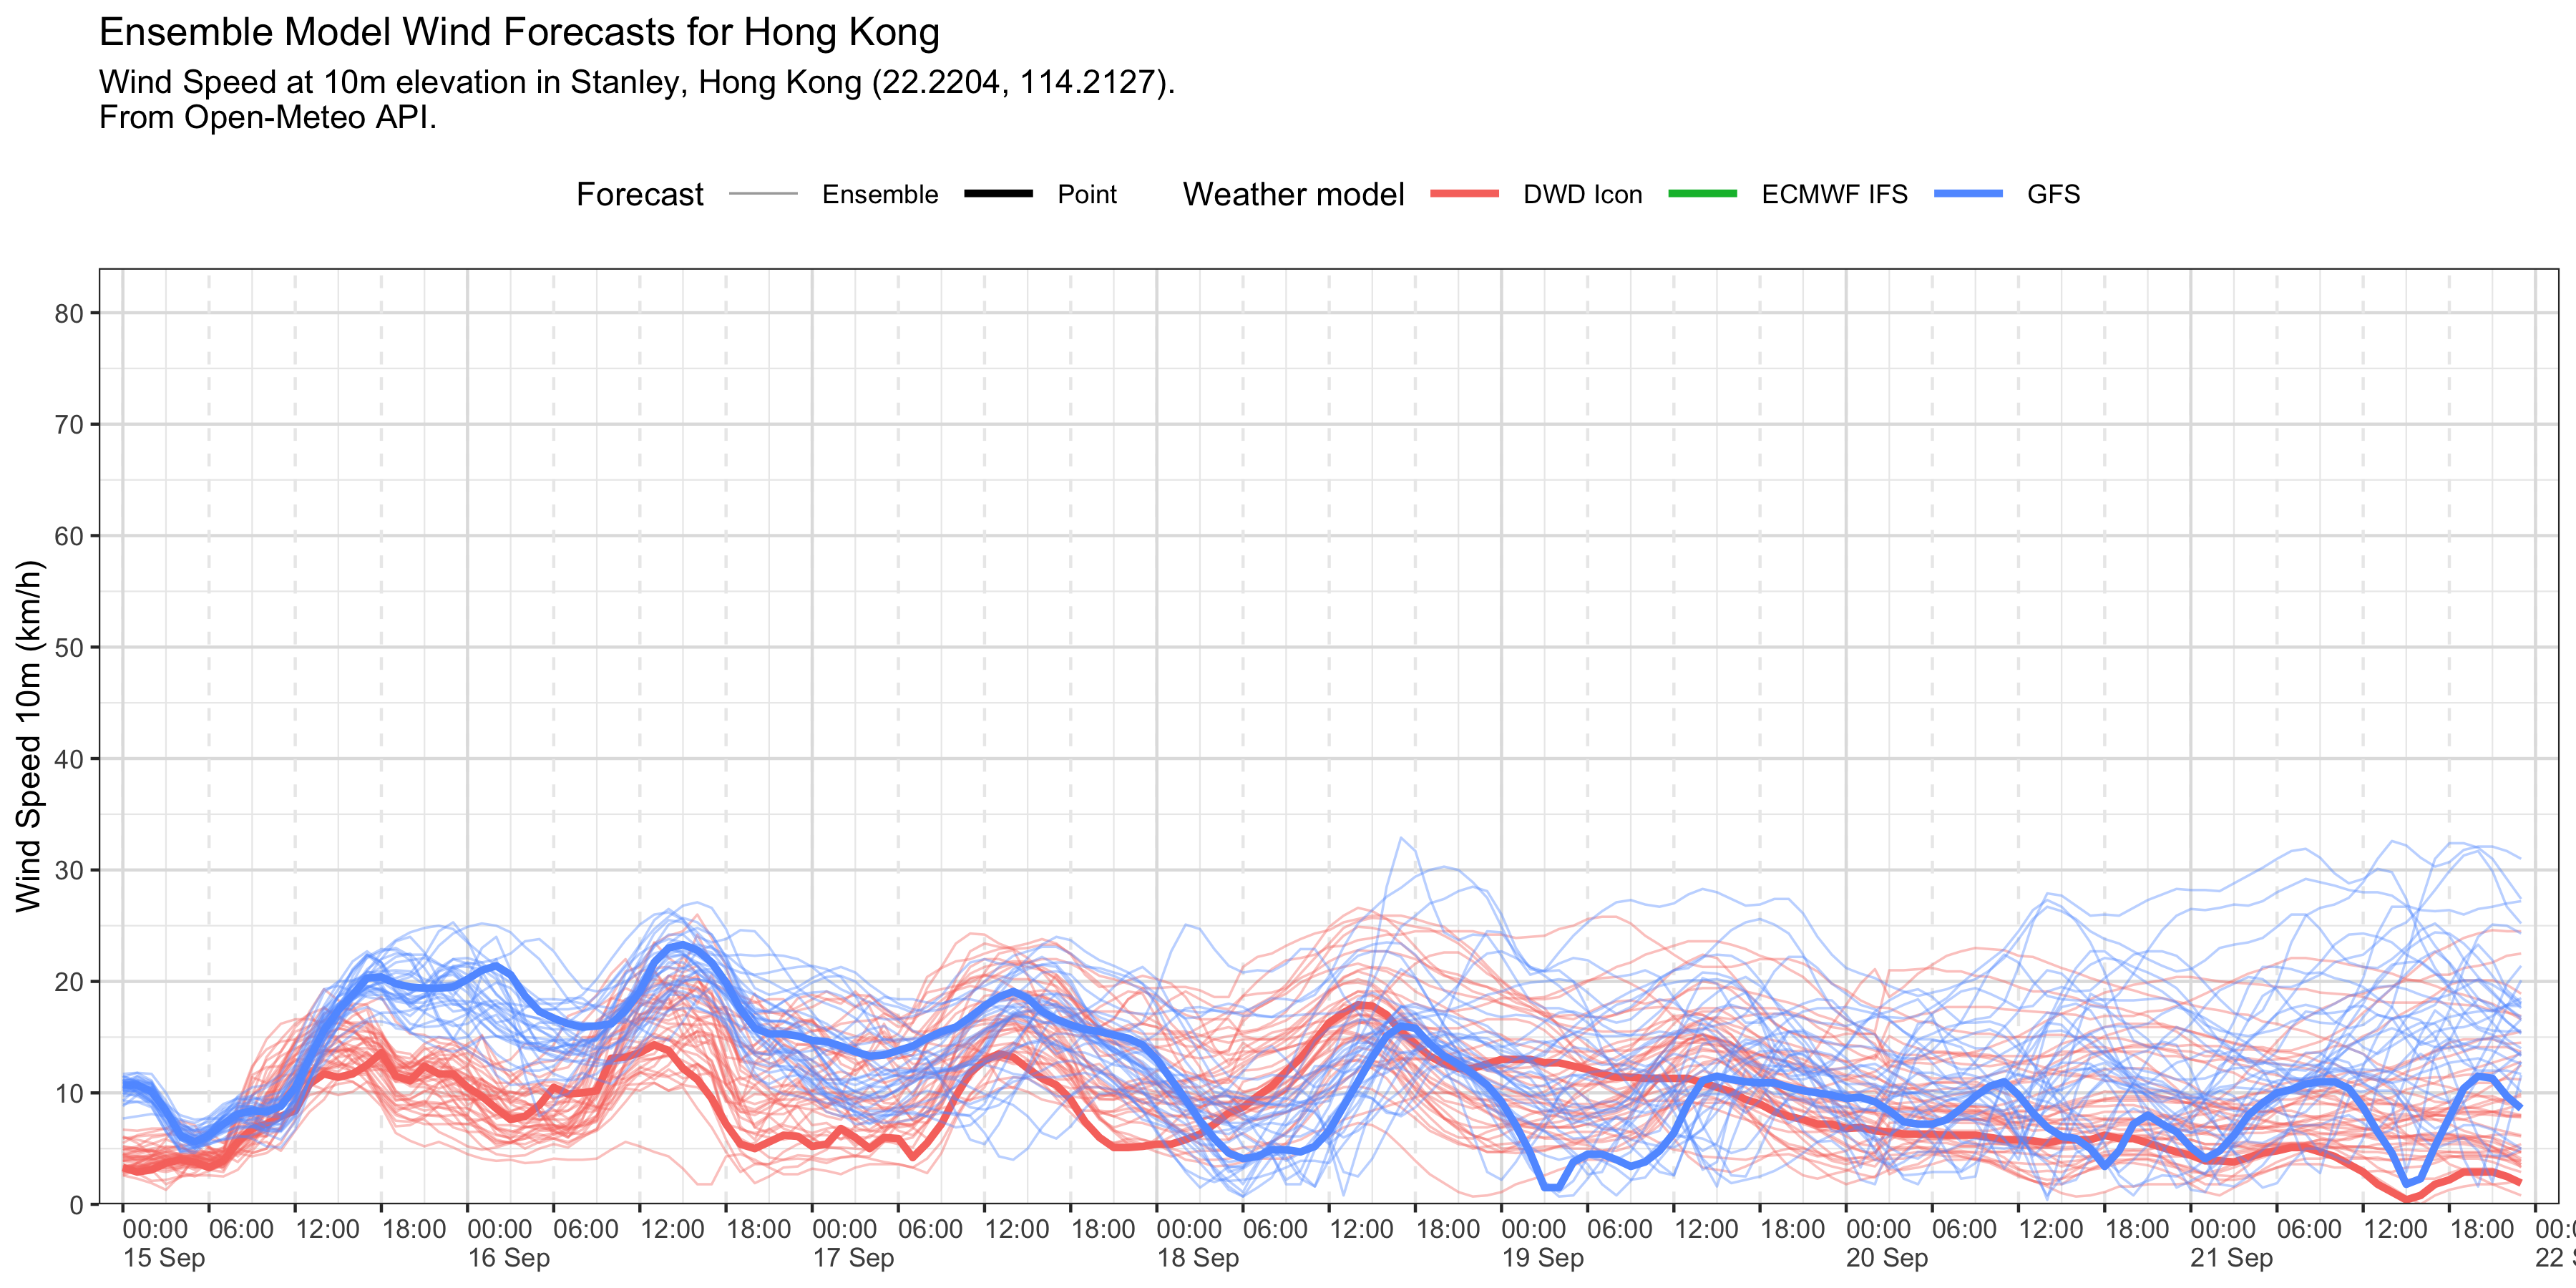 Ensemble Model Wind Forecasts for Hong Kong
Wind Speed at 10m elevation in Stanley, Hong Kong (22.2204, 114.2127).
From Open-Meteo API.
Forecast Ensemble Point Weather model DWD Icon ECMWF IFS GFS
Wind Speed 10m (km/h)
80
70
60
50
40
30
20
10
0
00:00 06:00 12:00 18:00 00:00 06:00 12:00 18:00 00:00 06:00 12:00 18:00 00:00 06:00 12:00 18:00 00:00 06:00 12:00 18:00 00:00 06:00 12:00 18:00 00:00 06:00 12:00 18:00
15 Sep 16 Sep 17 Sep 18 Sep 19 Sep 20 Sep 21 Sep 22